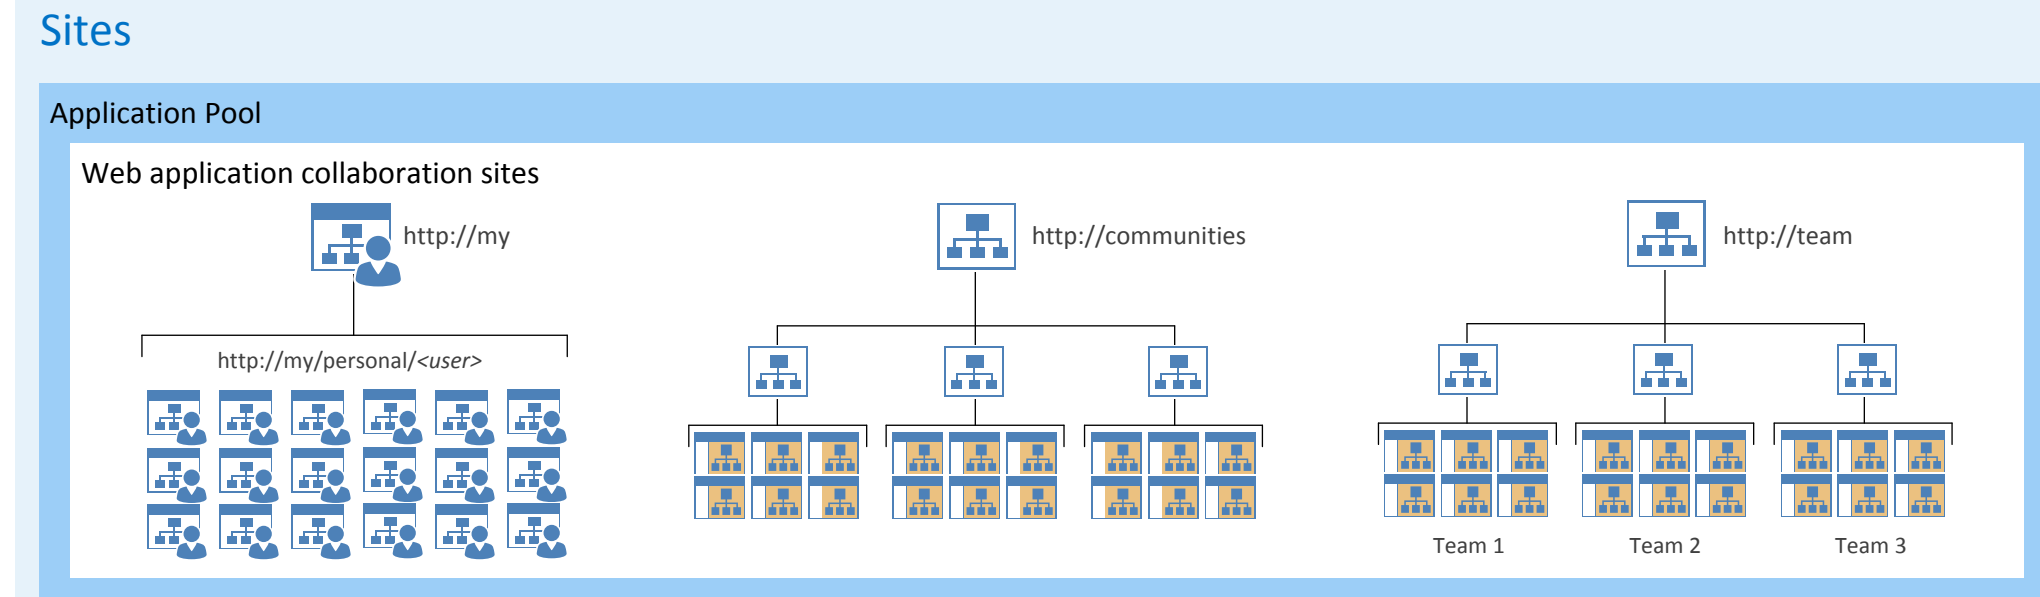 Sites
Application Pool
Web application collaboration sites
http://my
http://communities
http://team
http://my/personal/<user>
Team 1
Team 2
Team 3